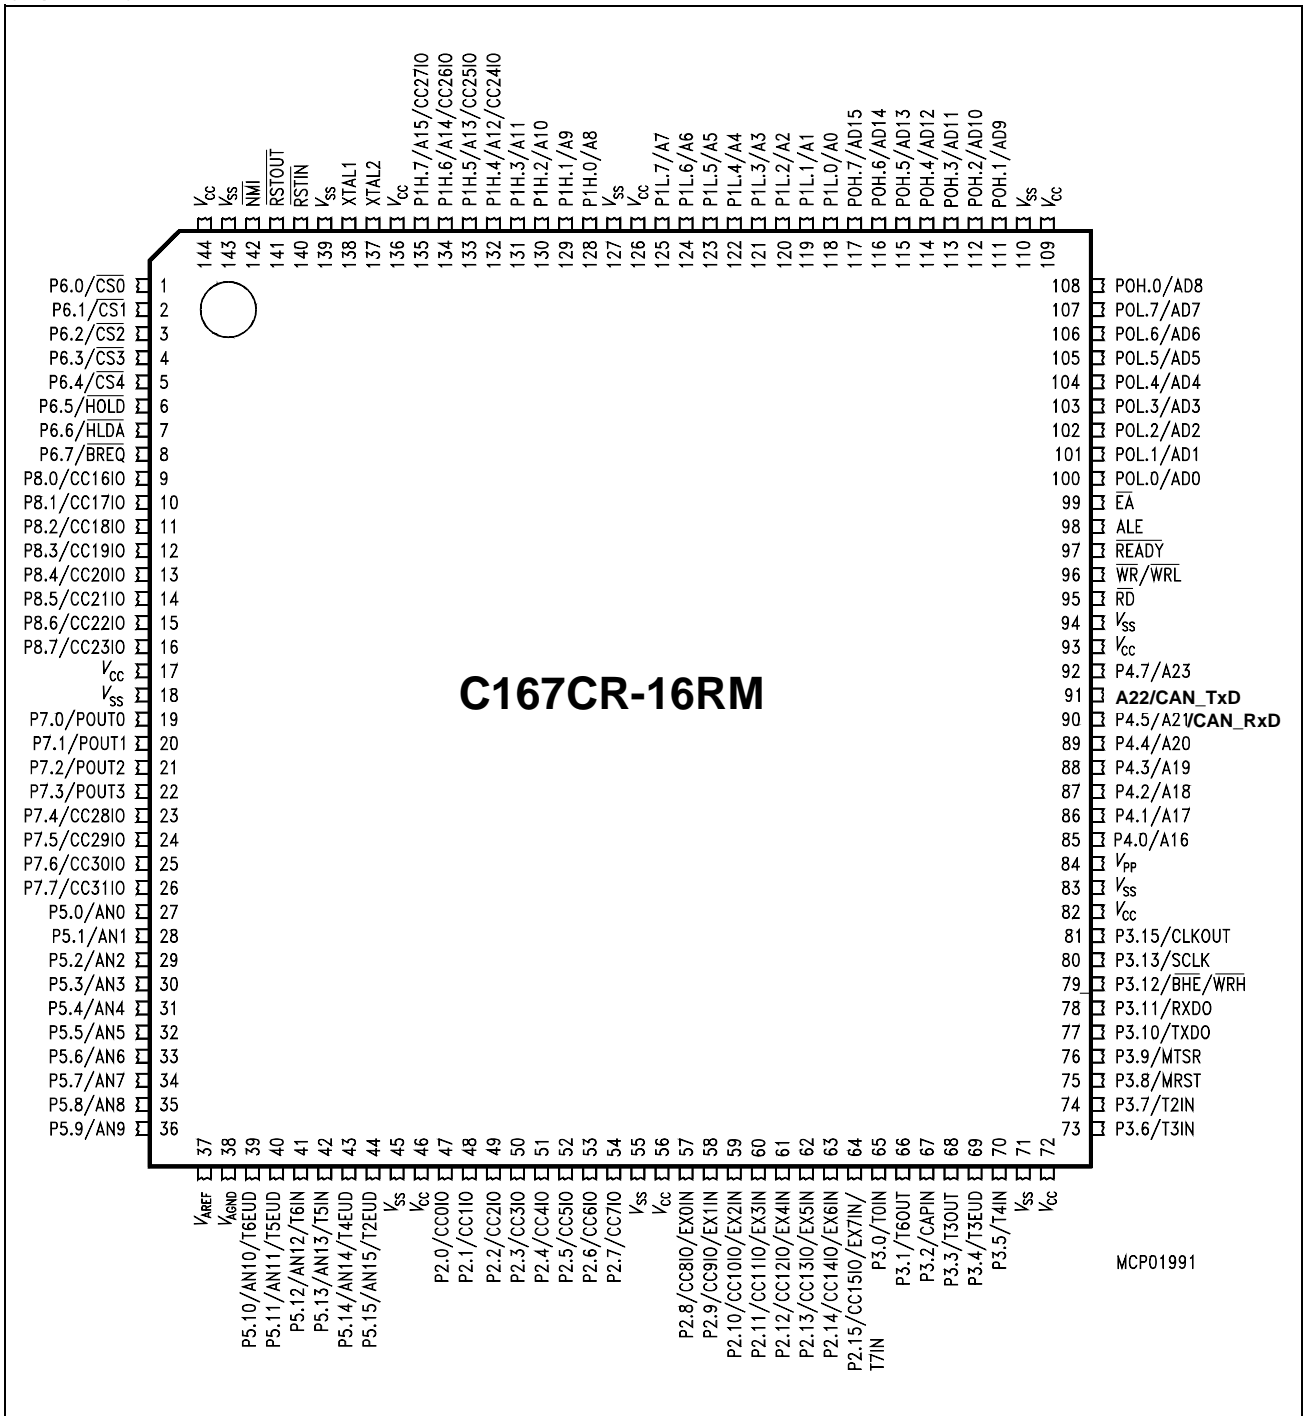 VCC
VSS
NMI
RSTOUT
RSTIN
VSS
XTAL1
XTAL2
VCC
P1H.7/A15/CC27IO
P1H.6/A14/CC26IO
P1H.5/A13/CC25IO
P1H.4/A12/CC24IO
P1H.3/A11
P1H.2/A10
P1H.1/A9
P1H.0/A8
VSS
VCC
P1L.7/A7
P1L.6/A6
P1L.5/A5
P1L.4/A4
P1L.3/A3
P1L.2/A2
P1L.1/A1
P1L.0/A0
POH.7/AD15
POH.6/AD14
POH.5/AD13
POH.4/AD12
POH.3/AD11
POH.2/AD10
POH.1/AD9
VSS
VCC
144
143
142
141
140
139
138
137
136
135
134
133
132
131
130
129
128
127
126
125
124
123
122
121
120
119
118
117
116
115
114
113
112
111
110
109
P6.0/CS0 1
P6.1/CS1 2
P6.2/CS2 3
P6.3/CS3 4
P6.4/CS4 5
P6.5/HOLD 6
P6.6/HLDA 7
P6.7/BREQ 8
P8.0/CC16IO 9
P8.1/CC17IO 10
P8.2/CC18IO 11
P8.3/CC19IO 12
P8.4/CC20IO 13
P8.5/CC21IO 14
P8.6/CC22IO 15
P8.7/CC23IO 16
VCC 17
VSS 18
P7.0/POUT0 19
P7.1/POUT1 20
P7.2/POUT2 21
P7.3/POUT3 22
P7.4/CC28IO 23
P7.5/CC29IO 24
P7.6/CC30IO 25
P7.7/CC31IO 26
P5.0/AN0 27
P5.1/AN1 28
P5.2/AN2 29
P5.3/AN3 30
P5.4/AN4 31
P5.5/AN5 32
P5.6/AN6 33
P5.7/AN7 34
P5.8/AN8 35
P5.9/AN9 36
C167CR-16RM
108 POH.0/AD8
107 POL.7/AD7
106 POL.6/AD6
105 POL.5/AD5
104 POL.4/AD4
103 POL.3/AD3
102 POL.2/AD2
101 POL.1/AD1
100 POL.0/AD0
99 EA
98 ALE
97 READY
96 WR/WRL
95 RD
94 VSS
93 VCC
92 P4.7/A23
91 A22/CAN_TxD
90 P4.5/A21/CAN_RxD
89 P4.4/A20
88 P4.3/A19
87 P4.2/A18
86 P4.1/A17
85 P4.0/A16
84 VPP
83 VSS
82 VCC
81 P3.15/CLKOUT
80 P3.13/SCLK
79 P3.12/BHE/WRH
78 P3.11/RXDO
77 P3.10/TXDO
76 P3.9/MTSR
75 P3.8/MRST
74 P3.7/T2IN
73 P3.6/T3IN
37
38
39
40
41
42
43
44
45
46
47
48
49
50
51
52
53
54
55
56
57
58
59
60
61
62
63
64
65
66
67
68
69
70
71
72
VAREF
VAGND
P5.10/AN10/T6EUD
P5.11/AN11/T5EUD
P5.12/AN12/T6IN
P5.13/AN13/T5IN
P5.14/AN14/T4EUD
P5.15/AN15/T2EUD
VSS
VCC
P2.0/CC0IO
P2.1/CC1IO
P2.2/CC2IO
P2.3/CC3IO
P2.4/CC4IO
P2.5/CC5IO
P2.6/CC6IO
P2.7/CC7IO
VSS
VCC
P2.8/CC8IO/EX0IN
P2.9/CC9IO/EX1IN
P2.10/CC10IO/EX2IN
P2.11/CC11IO/EX3IN
P2.12/CC12IO/EX4IN
P2.13/CC13IO/EX5IN
P2.14/CC14IO/EX6IN
P2.15/CC15IO/EX7IN/
T7IN
P3.0/T0IN
P3.1/T6OUT
P3.2/CAPIN
P3.3/T3OUT
P3.4/T3EUD
P3.5/T4IN
VSS
VCC
MCP01991